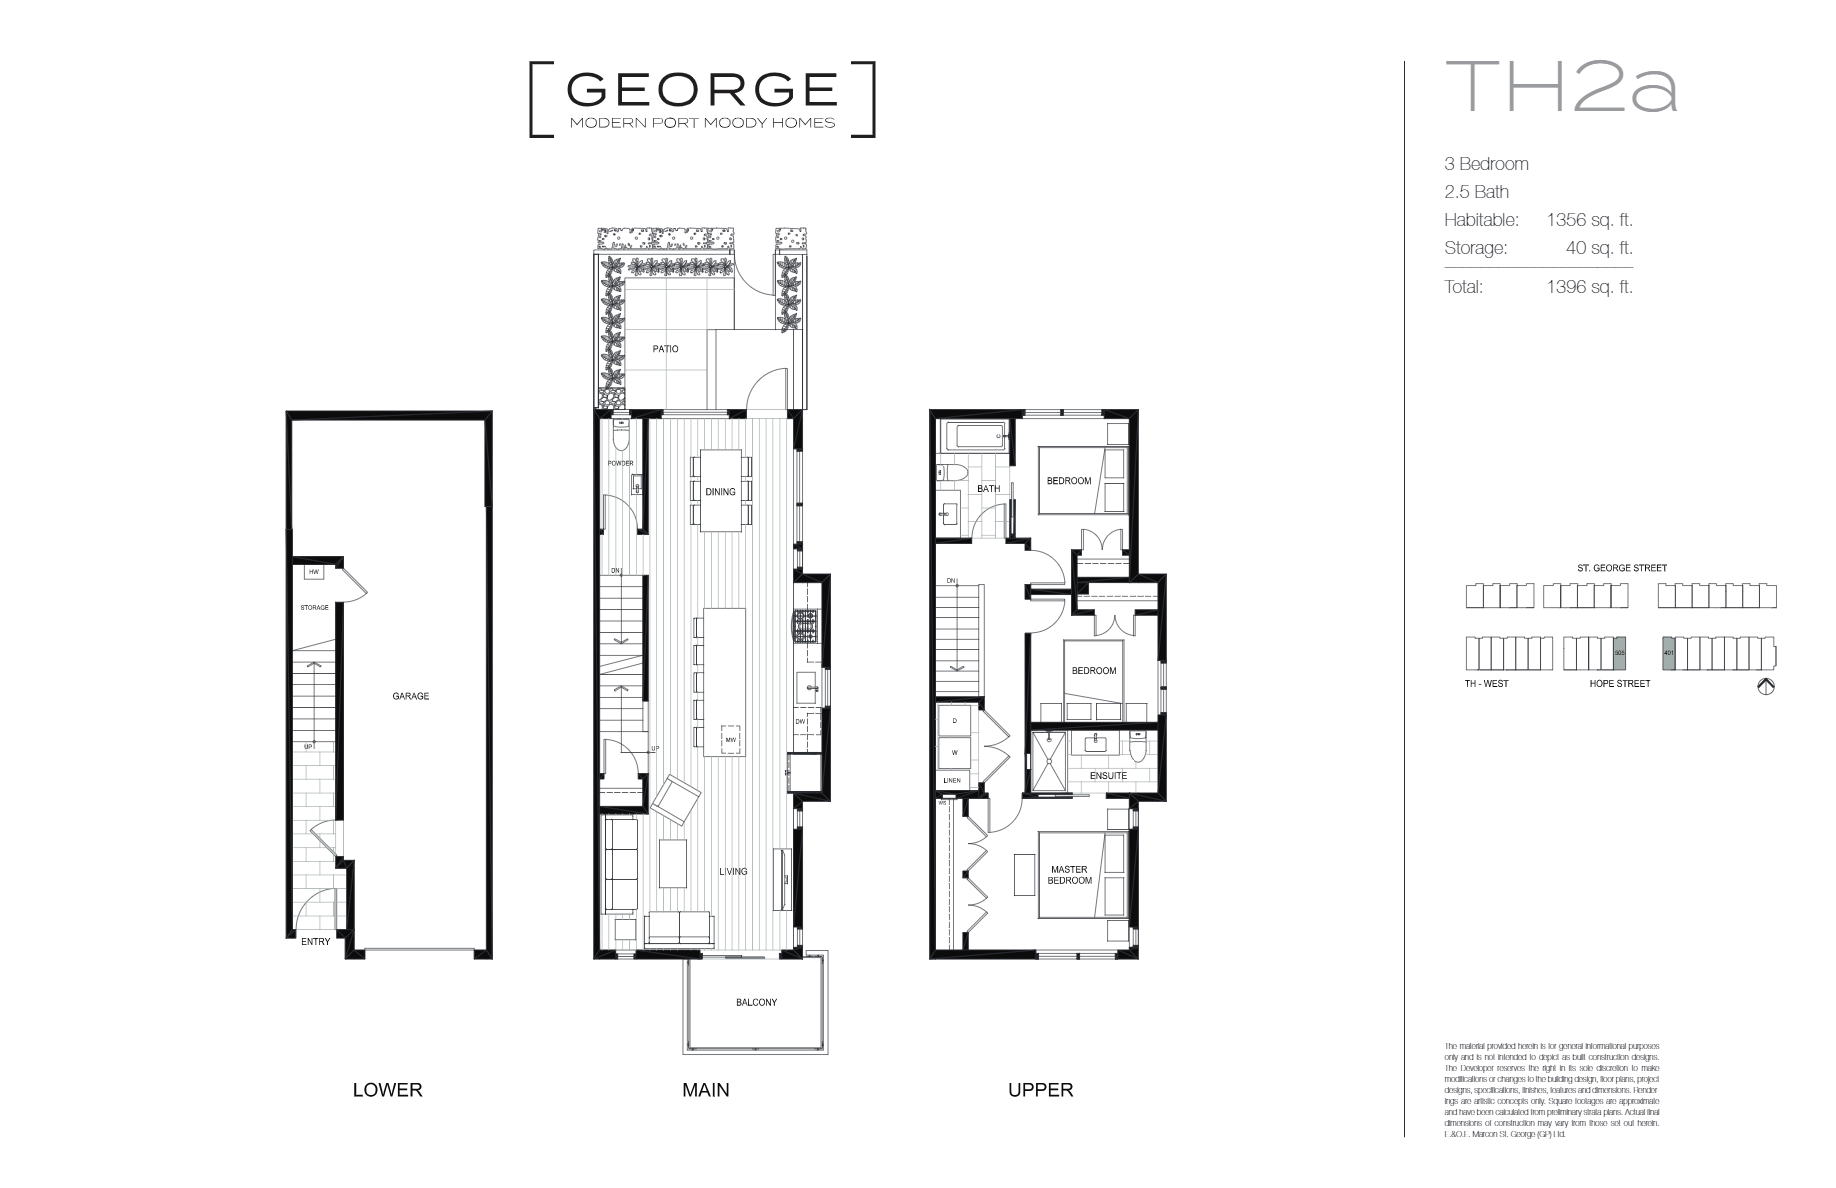 GEORGE
MODERN PORT MOODY HOMES
TH2a
3 Bedroom
2.5 Bath
Habitable: 1356 sq. ft.
Storage: 40 sq. ft.
Total: 1396 sq. ft.
HW
STORAGE
UP
GARAGE
ENTRY
LOWER
PATIO
POWDER
DINING
DN
DW
MW
UP
LIVING
BALCONY
MAIN
BATH
BEDROOM
DN
BEDROOM
D
W
LINEN
ENSUITE
WS
MASTER
BEDROOM
UPPER
ST. GEORGE STREET
505
401
TH - WEST
HOPE STREET
The material provided herein is for general informational purposes
only and is not intended to depict as built construction designs.
The Developer reserves the right in its sole discretion to make
modifications or changes to the building design, floor plans, project
designs, specifications, finishes, features and dimensions. Render
ings are artistic concepts only. Square footages are approximate
and have been calculated from preliminary strata plans. Actual final
dimensions of construction may vary from those set out herein.
E.&O.E. Marcon St. George (GP) Ltd.